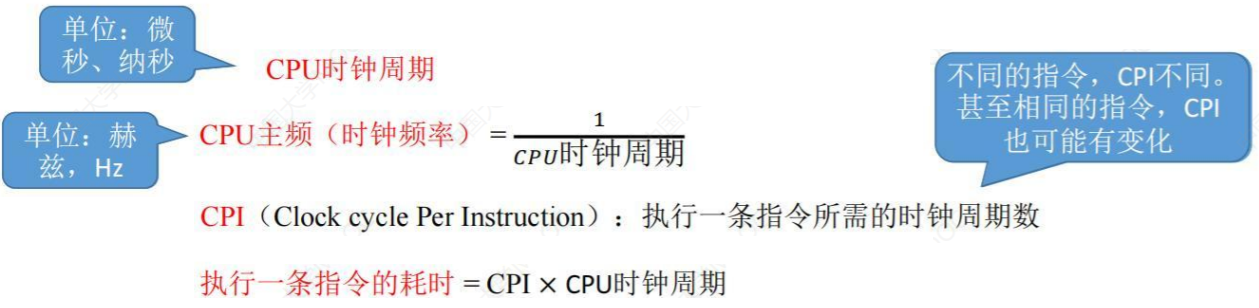 单位：微
秒、纳秒
CPU时钟周期
单位：赫
兹，Hz
CPU主频（时钟频率）=1/CPU时钟周期
不同的指令，CPI不同。
甚至相同的指令，CPI
也可能有变化
CPI（Clock cycle Per Instruction）：执行一条指令所需的时钟周期数
执行一条指令的耗时 = CPI × CPU时钟周期